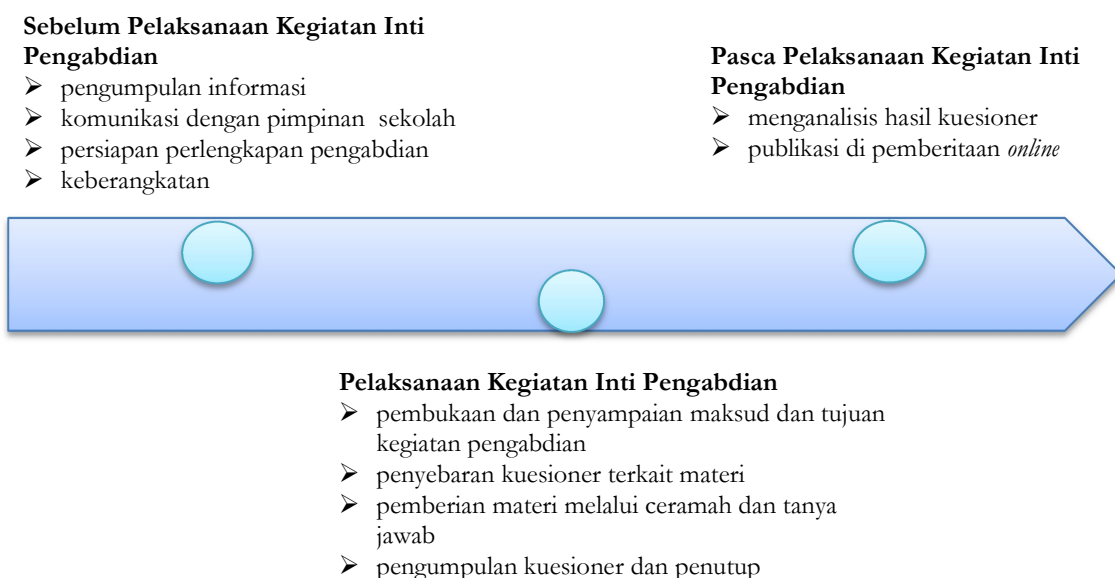 Sebelum Pelaksanaan Kegiatan Inti
Pengabdian
➢ pengumpulan informasi
➢ komunikasi dengan pimpinan sekolah
➢ persiapan perlengkapan pengabdian
➢ keberangkatan
Pasca Pelaksanaan Kegiatan Inti
Pengabdian
➢ menganalisis hasil kuesioner
➢ publikasi di pemberitaan online
Pelaksanaan Kegiatan Inti Pengabdian
➢ pembukaan dan penyampaian maksud dan tujuan
kegiatan pengabdian
➢ penyebaran kuesioner terkait materi
➢ pemberian materi melalui ceramah dan tanya
jawab
➢ pengumpulan kuesioner dan penutup